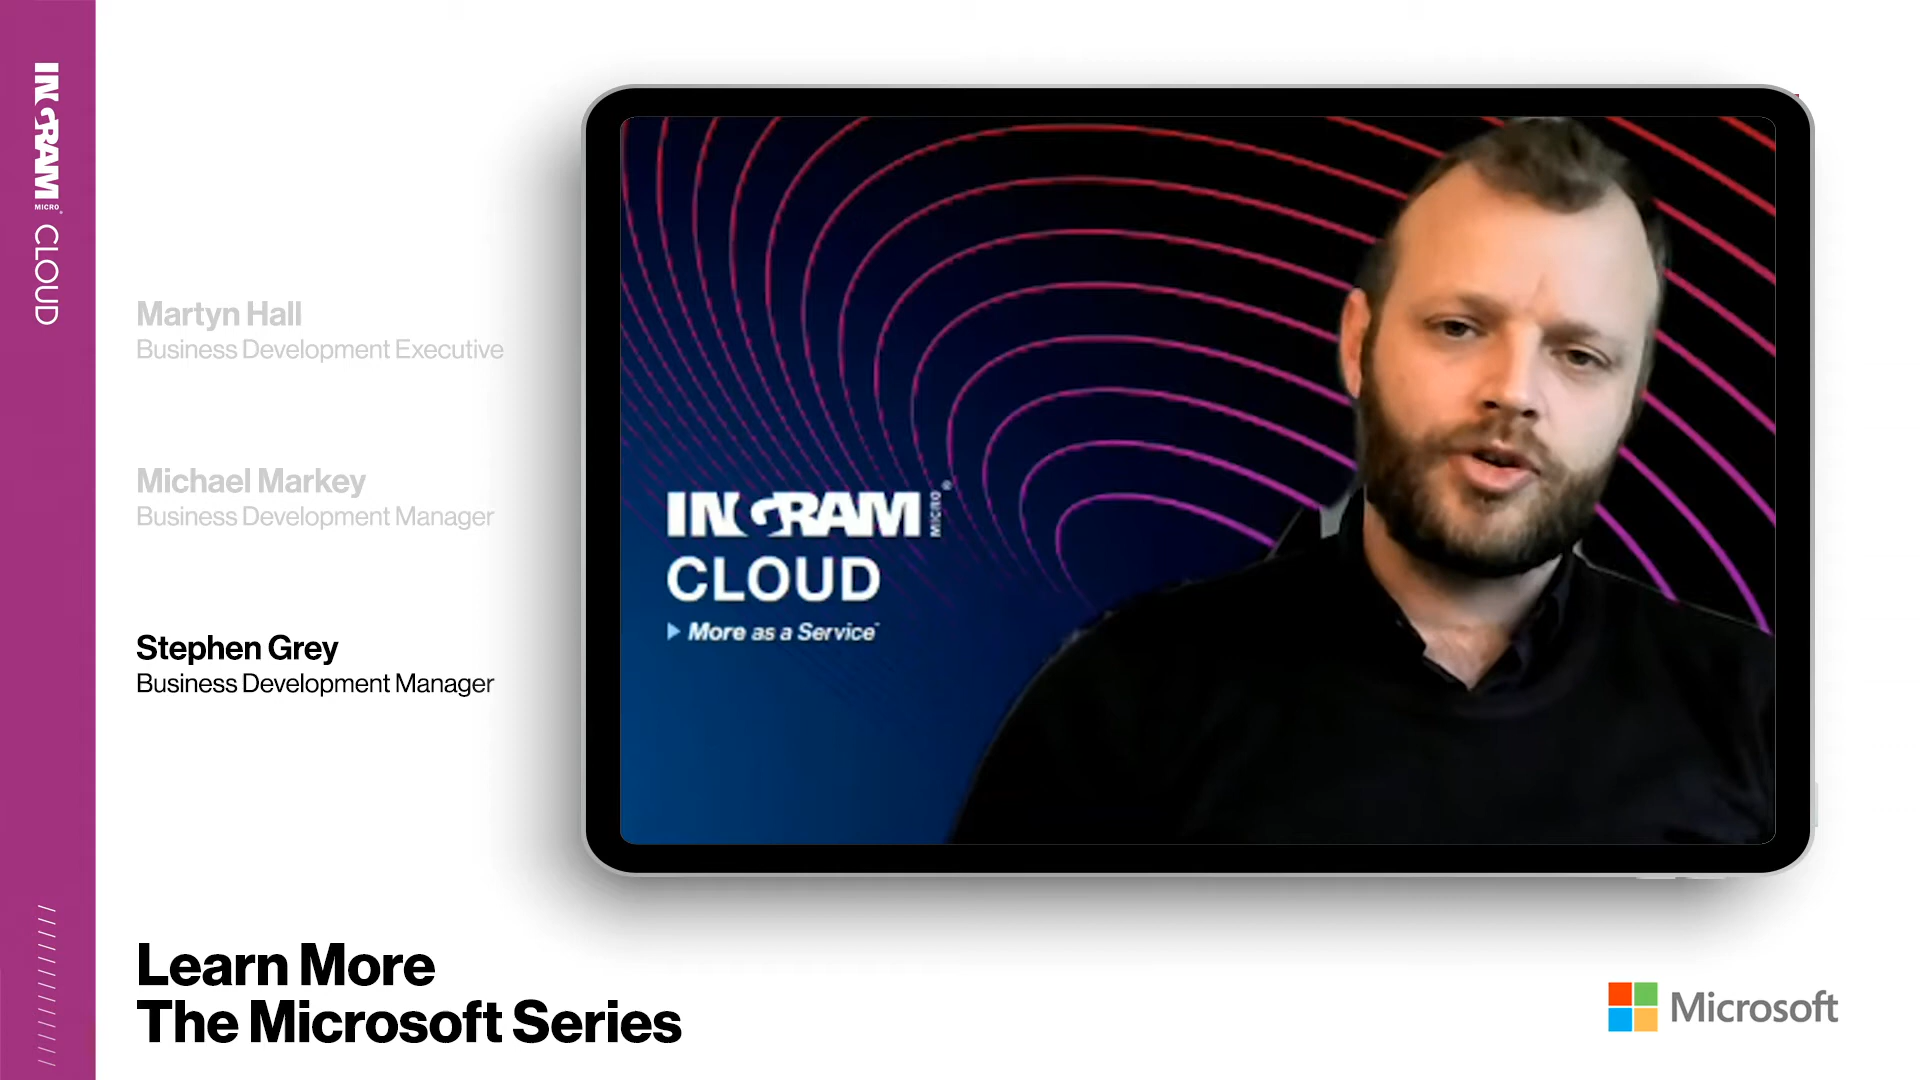 INGRAM MICRO CLOUD
Martyn Hall
Business Development Executive
Michael Markey
Business Development Manager
Stephen Grey
Business Development Manager
INGRAM MICRO®
CLOUD
More as a Service
Learn More
The Microsoft Series
Microsoft